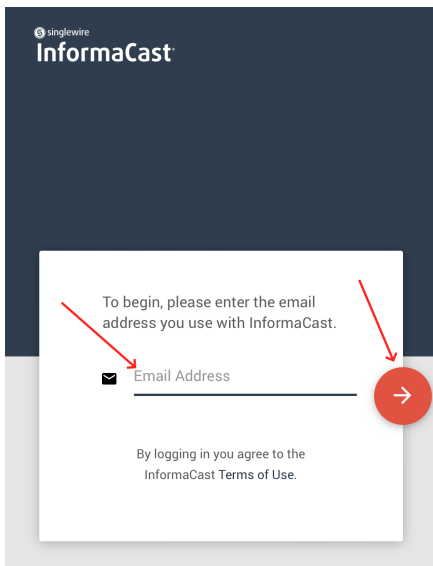 singlewire
InformaCast
To begin, please enter the email
address you use with InformaCast.
Email Address
By logging in you agree to the
InformaCast Terms of Use.